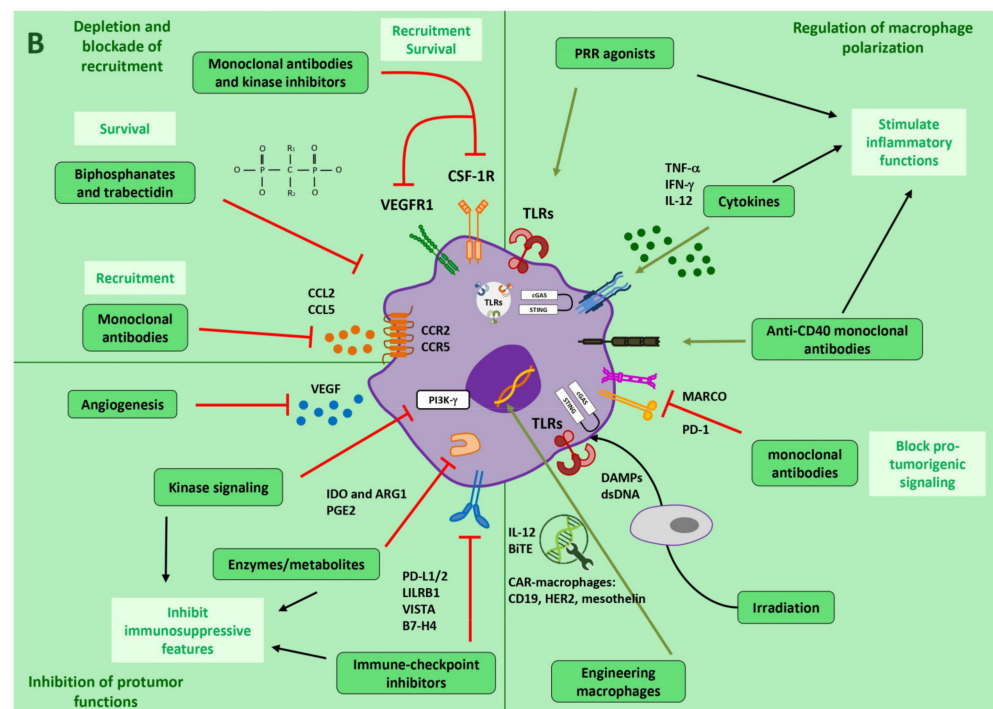 B
Depletion and
blockade of
recruitment
Recruitment
Survival
Monoclonal antibodies
and kinase inhibitors
Survival
Biphosphanates
and trabectidin
O O
R₁
O P C P O
O R₂ O
VEGFR1
CSF-1R
Recruitment
Monoclonal
antibodies
CCL2
CCL5
CCR2
CCR5
Regulation of macrophage
polarization
PRR agonists
Stimulate
inflammatory
functions
TNF-α
IFN-γ
IL-12
Cytokines
TLRs
TLRs
cGAS
STING
Anti-CD40 monoclonal
antibodies
MARCO
PD-1
monoclonal
antibodies
Block pro-
tumorigenic
signaling
cGAS
STING
TLRs
DAMPs
dsDNA
IL-12
BiTE
CAR-macrophages:
CD19, HER2, mesothelin
Irradiation
Engineering
macrophages
Angiogenesis
VEGF
PI3K-γ
Kinase signaling
IDO and ARG1
PGE2
Enzymes/metabolites
PD-L1/2
LILRB1
VISTA
B7-H4
Inhibit
immunosuppressive
features
Immune-checkpoint
inhibitors
Inhibition of protumor
functions